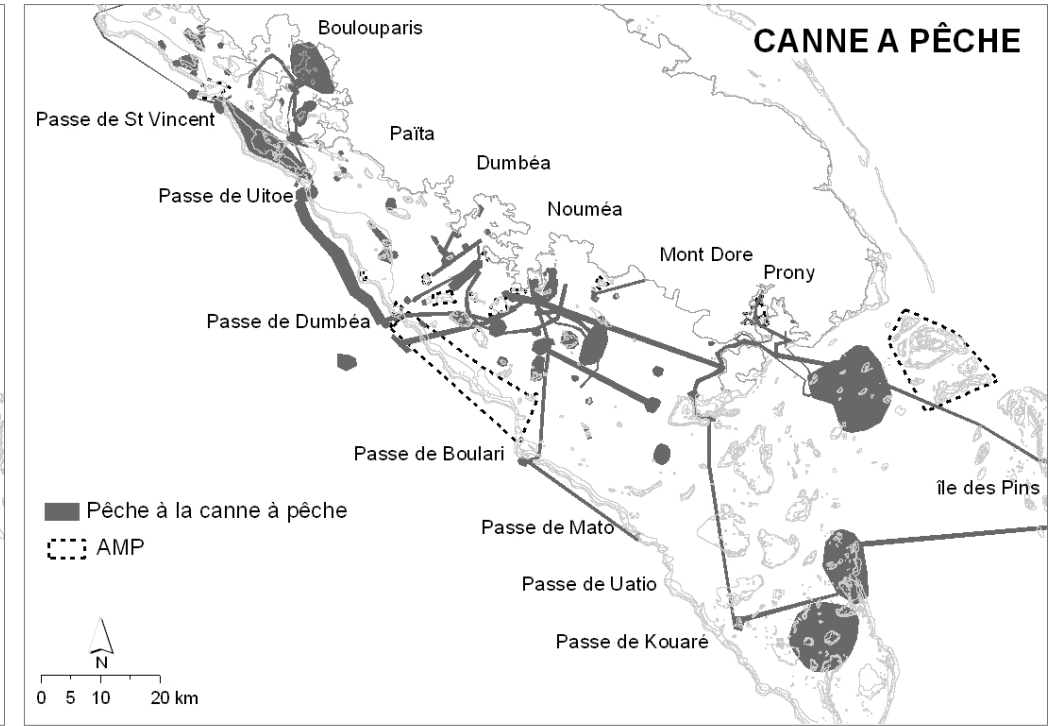 CANNE A PÊCHE
Boulouparis
Passe de St Vincent
Païta
Dumbéa
Passe de Uitoe
Nouméa
Mont Dore
Prony
Passe de Dumbéa
Passe de Boulari
île des Pins
Pêche à la canne à pêche
Passe de Mato
AMP
Passe de Uatio
Passe de Kouaré
N
0 5 10 20 km